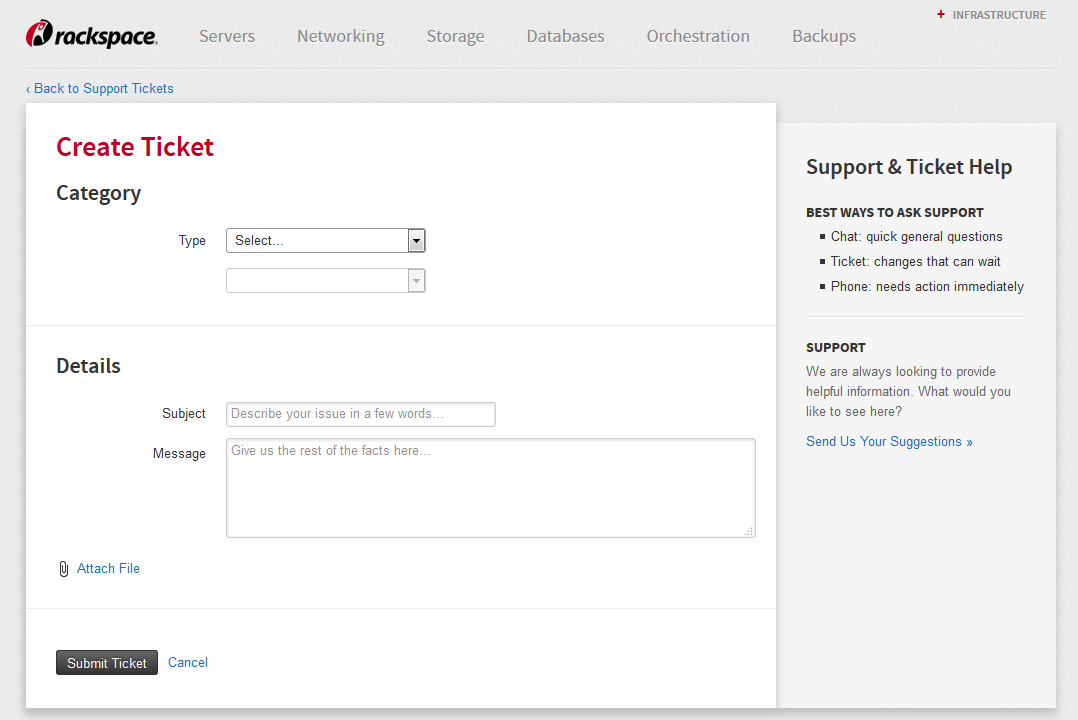 + INFRASTRUCTURE
rackspace. Servers Networking Storage Databases Orchestration Backups
‹ Back to Support Tickets
Create Ticket
Category
Type Select...
Details
Subject Describe your issue in a few words...
Message Give us the rest of the facts here...
Attach File
Submit Ticket Cancel
Support & Ticket Help
BEST WAYS TO ASK SUPPORT
Chat: quick general questions
Ticket: changes that can wait
Phone: needs action immediately
SUPPORT
We are always looking to provide
helpful information. What would you
like to see here?
Send Us Your Suggestions »